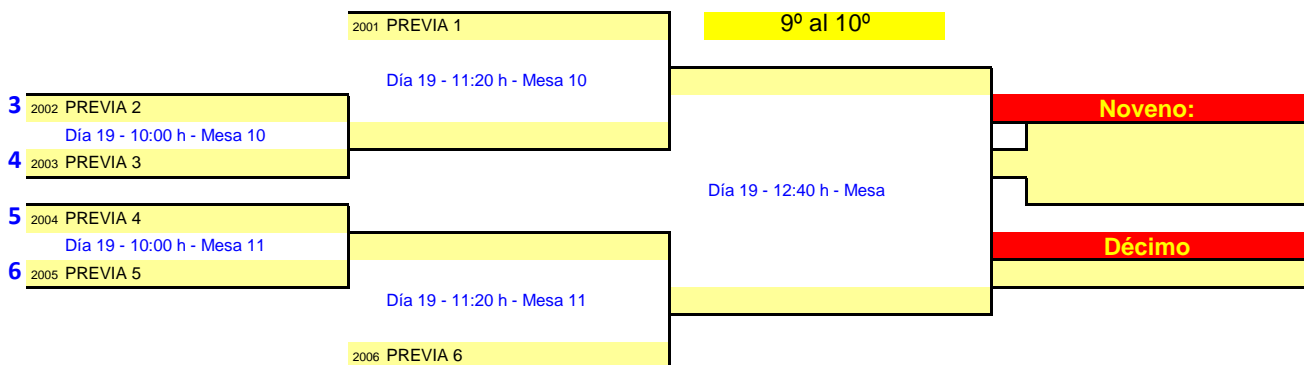 2001 PREVIA 1
9º al 10º
Día 19 - 11:20 h - Mesa 10
3 2002 PREVIA 2
Noveno:
Día 19 - 10:00 h - Mesa 10
4 2003 PREVIA 3
Día 19 - 12:40 h - Mesa
5 2004 PREVIA 4
Día 19 - 10:00 h - Mesa 11
Décimo
6 2005 PREVIA 5
Día 19 - 11:20 h - Mesa 11
2006 PREVIA 6